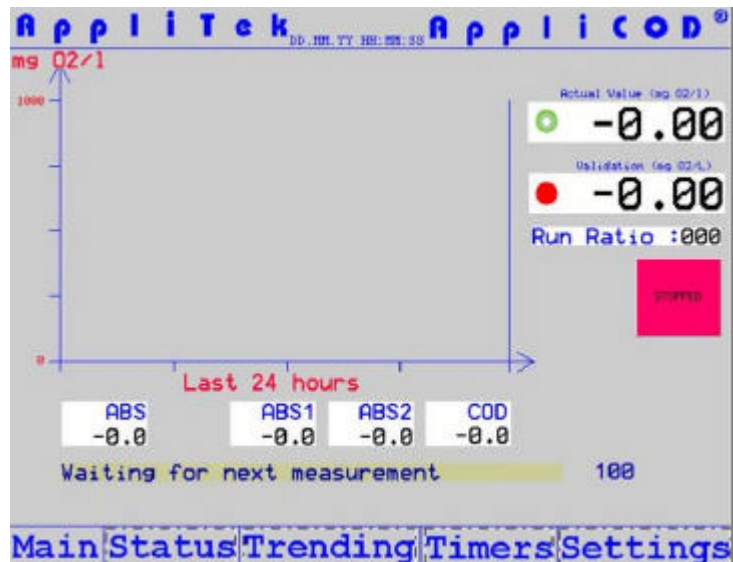 AppliTek DD.MM.YY HH:MM:SS AppliCOD®
mg O2/l
1000
Actual Value (mg O2/l)
-0.00
Validation (mg O2/L)
-0.00
Run Ratio :000
STOPPED
0
Last 24 hours
ABS ABS1 ABS2 COD
-0.0 -0.0 -0.0 -0.0
Waiting for next measurement 100
Main Status Trending Timers Settings